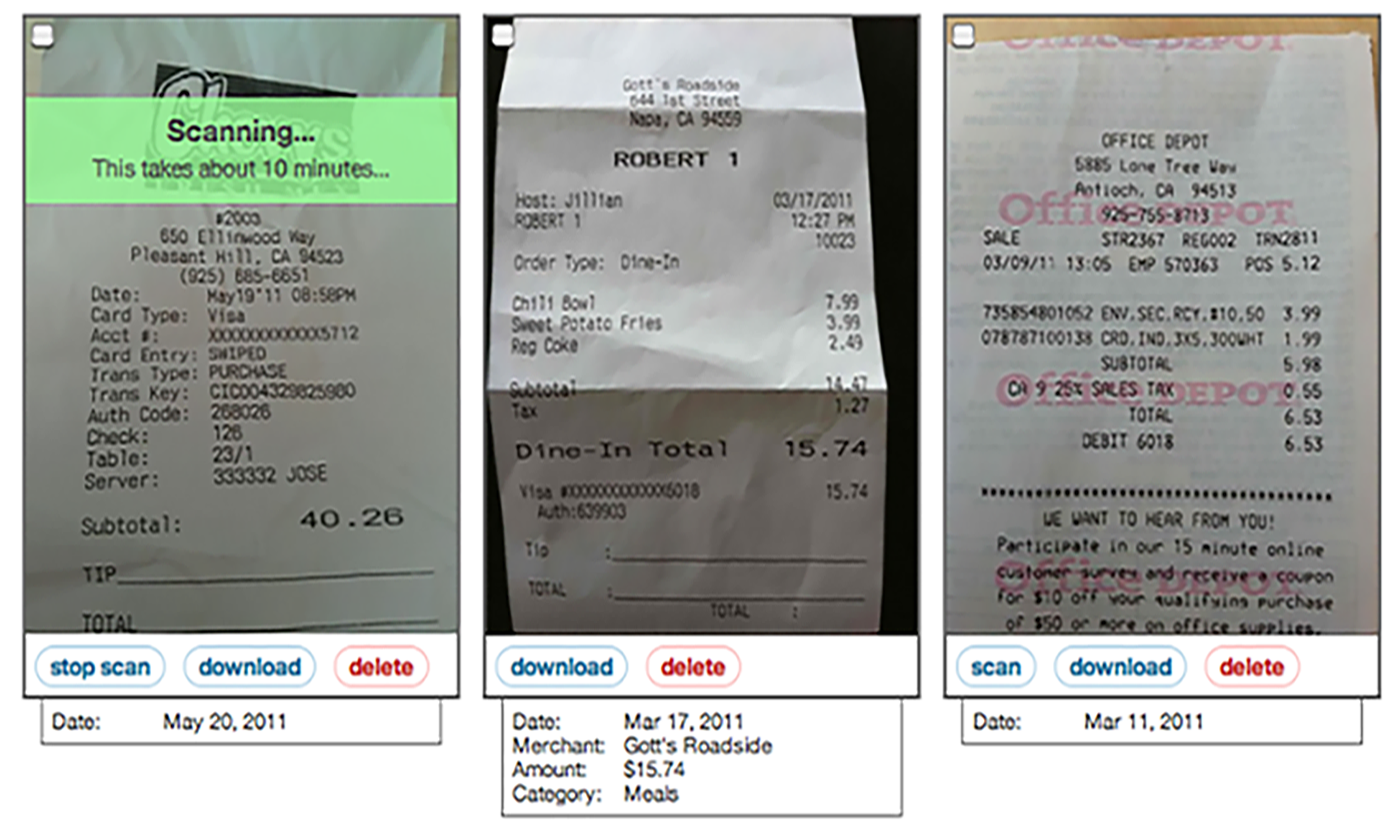 Scanning...
This takes about 10 minutes...
#2003
650 Ellinwood Way
Pleasant Hill, CA 94523
(925) 685-6651
Date: May19'11 08:58PM
Card Type: Visa
Acct #: XXXXXXXXXXXX5712
Card Entry: SWIPED
Trans Type: PURCHASE
Trans Key: CIC004329825980
Auth Code: 268026
Check: 126
Table: 23/1
Server: 333332 JOSE
Subtotal: 40.26
TIP
TOTAL
stop scan download delete
Date: May 20, 2011
Gott's Roadside
644 1st Street
Napa, CA 94559
ROBERT 1
Host: Jillian 03/17/2011
ROBERT 1 12:27 PM
10023
Order Type: Dine-In
Chili Bowl 7.99
Sweet Potato Fries 3.99
Reg Coke 2.49
Subtotal 14.47
Tax 1.27
Dine-In Total 15.74
Visa #XXXXXXXXXXXX6018 15.74
Auth:639903
Tip :
TOTAL :
TOTAL :
download delete
Date: Mar 17, 2011
Merchant: Gott's Roadside
Amount: $15.74
Category: Meals
Office DEPOT
OFFICE DEPOT
5885 Lone Tree Way
Antioch, CA 94513
Office DEPOT
925-755-8713
SALE STR2367 REG002 TRN2811
03/09/11 13:05 EMP 570363 POS 5.12
735854801052 ENV.SEC.RCY.#10,50 3.99
078787100138 CRD.IND.3X5.300WHT 1.99
SUBTOTAL 5.98
Office DEPOT
CA 9 25% SALES TAX 0.55
TOTAL 6.53
DEBIT 6018 6.53
WE WANT TO HEAR FROM YOU!
Participate in our 15 minute online
Office DEPOT
customer survey and receive a coupon
for $10 off your qualifying purchase
of $50 or more on office supplies,
scan download delete
Date: Mar 11, 2011